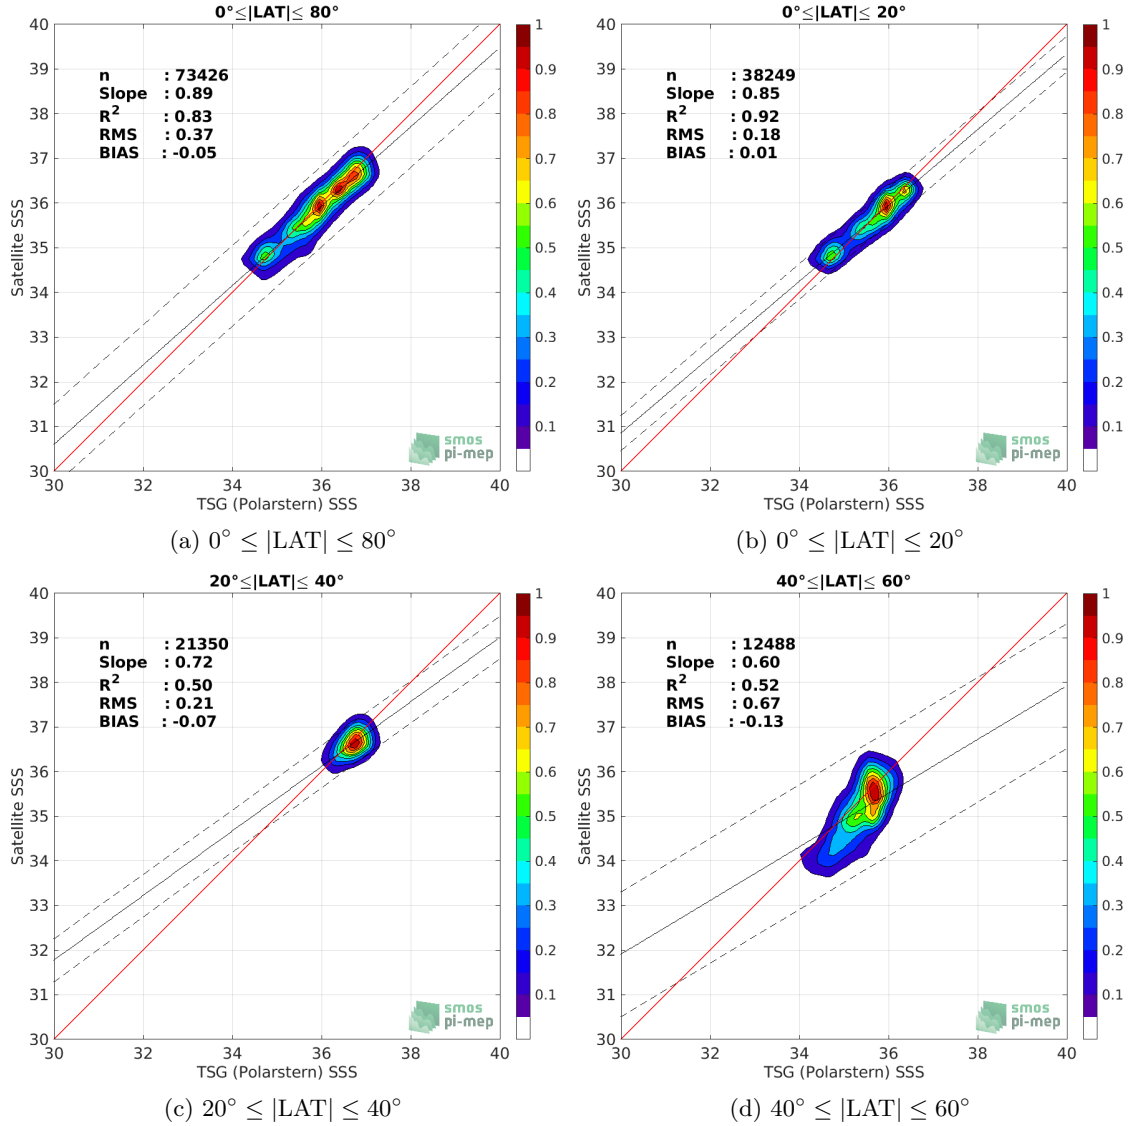 0°≤|LAT|≤ 80°
40
39
38
37
36
35
34
33
32
31
30
Satellite SSS
n : 73426
Slope : 0.89
R2 : 0.83
RMS : 0.37
BIAS : -0.05
smos
pi-mep
30 32 34 36 38 40
TSG (Polarstern) SSS
1
0.9
0.8
0.7
0.6
0.5
0.4
0.3
0.2
0.1
(a) 0° ≤ |LAT| ≤ 80°
0°≤|LAT|≤ 20°
40
39
38
37
36
35
34
33
32
31
30
Satellite SSS
n : 38249
Slope : 0.85
R2 : 0.92
RMS : 0.18
BIAS : 0.01
smos
pi-mep
30 32 34 36 38 40
TSG (Polarstern) SSS
1
0.9
0.8
0.7
0.6
0.5
0.4
0.3
0.2
0.1
(b) 0° ≤ |LAT| ≤ 20°
20°≤|LAT|≤ 40°
40
39
38
37
36
35
34
33
32
31
30
Satellite SSS
n : 21350
Slope : 0.72
R2 : 0.50
RMS : 0.21
BIAS : -0.07
smos
pi-mep
30 32 34 36 38 40
TSG (Polarstern) SSS
1
0.9
0.8
0.7
0.6
0.5
0.4
0.3
0.2
0.1
(c) 20° ≤ |LAT| ≤ 40°
40°≤|LAT|≤ 60°
40
39
38
37
36
35
34
33
32
31
30
Satellite SSS
n : 12488
Slope : 0.60
R2 : 0.52
RMS : 0.67
BIAS : -0.13
smos
pi-mep
30 32 34 36 38 40
TSG (Polarstern) SSS
1
0.9
0.8
0.7
0.6
0.5
0.4
0.3
0.2
0.1
(d) 40° ≤ |LAT| ≤ 60°